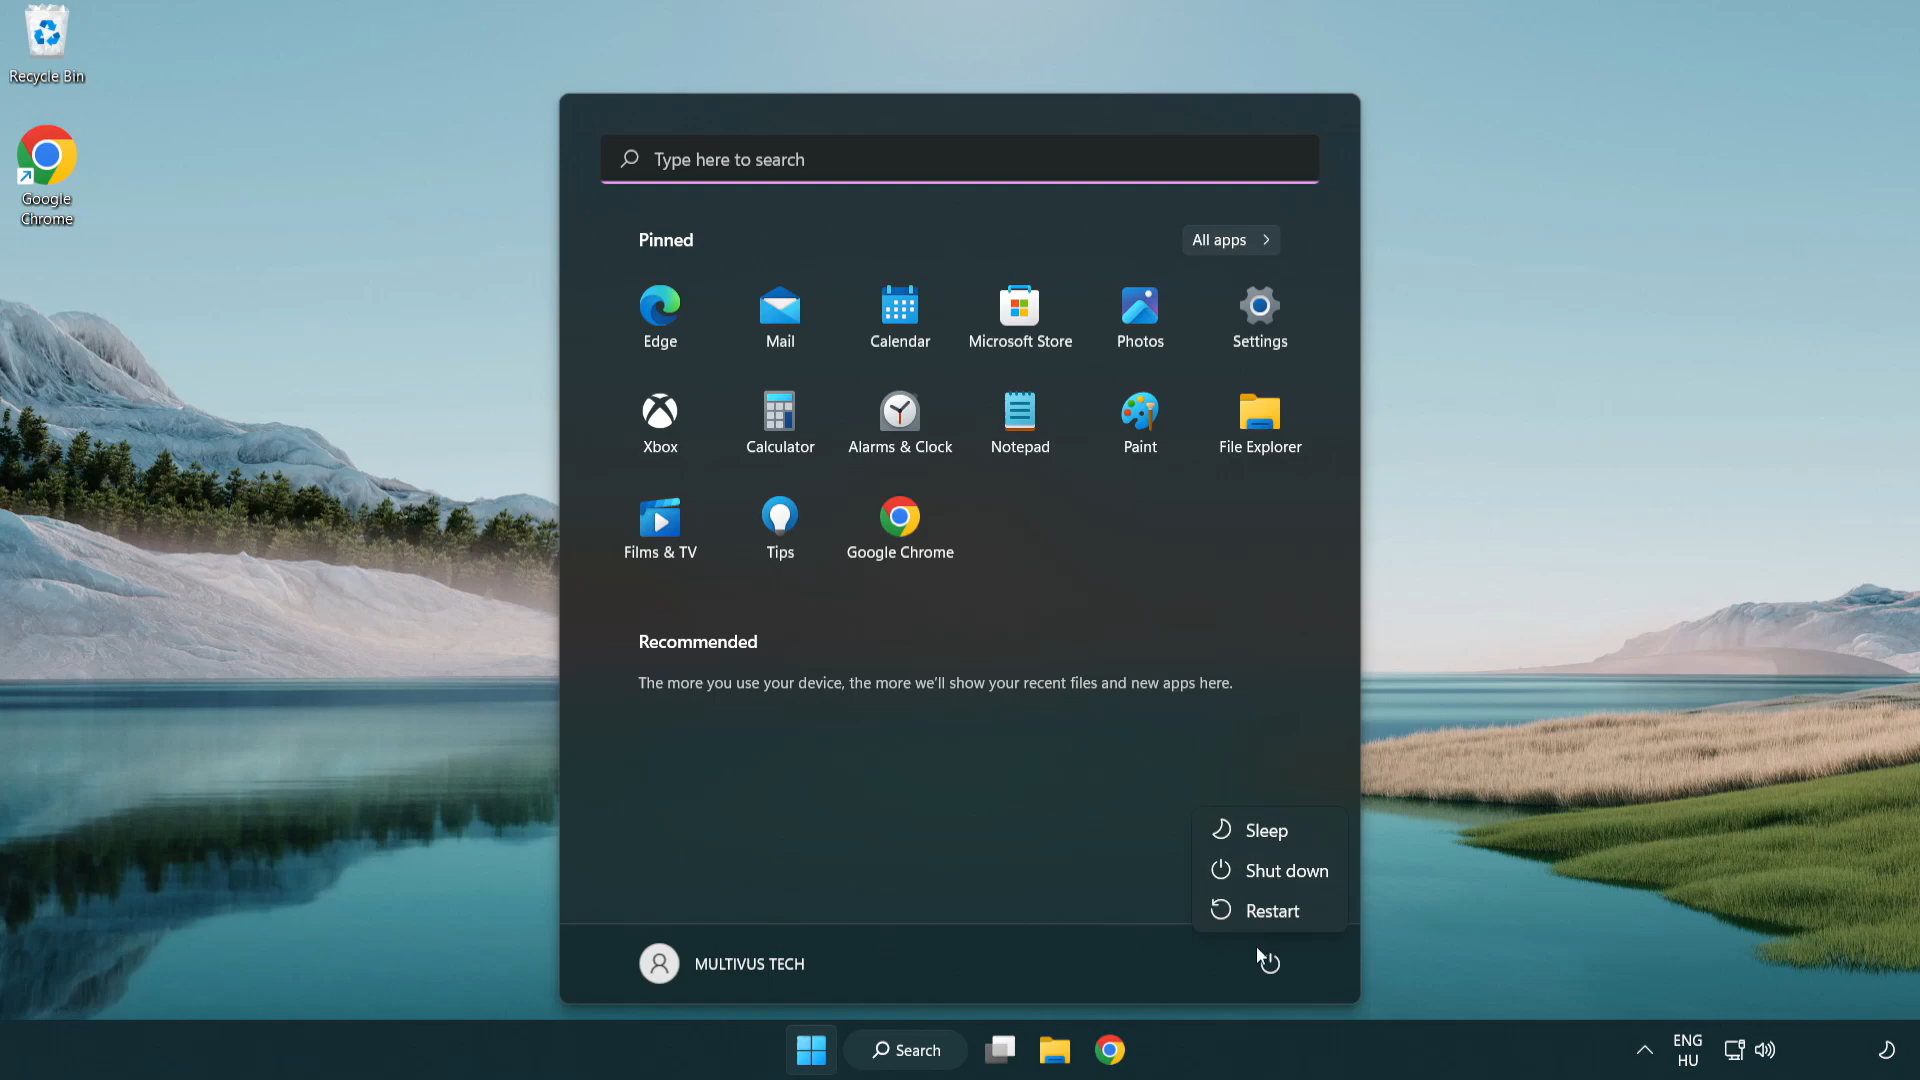 Recycle Bin
Google
Chrome
Type here to search
Pinned
All apps
Edge
Mail
Calendar
Microsoft Store
Photos
Settings
Xbox
Calculator
Alarms & Clock
Notepad
Paint
File Explorer
Films & TV
Tips
Google Chrome
Recommended
The more you use your device, the more we'll show your recent files and new apps here.
Sleep
Shut down
Restart
MULTIVUS TECH
Search
ENG
HU